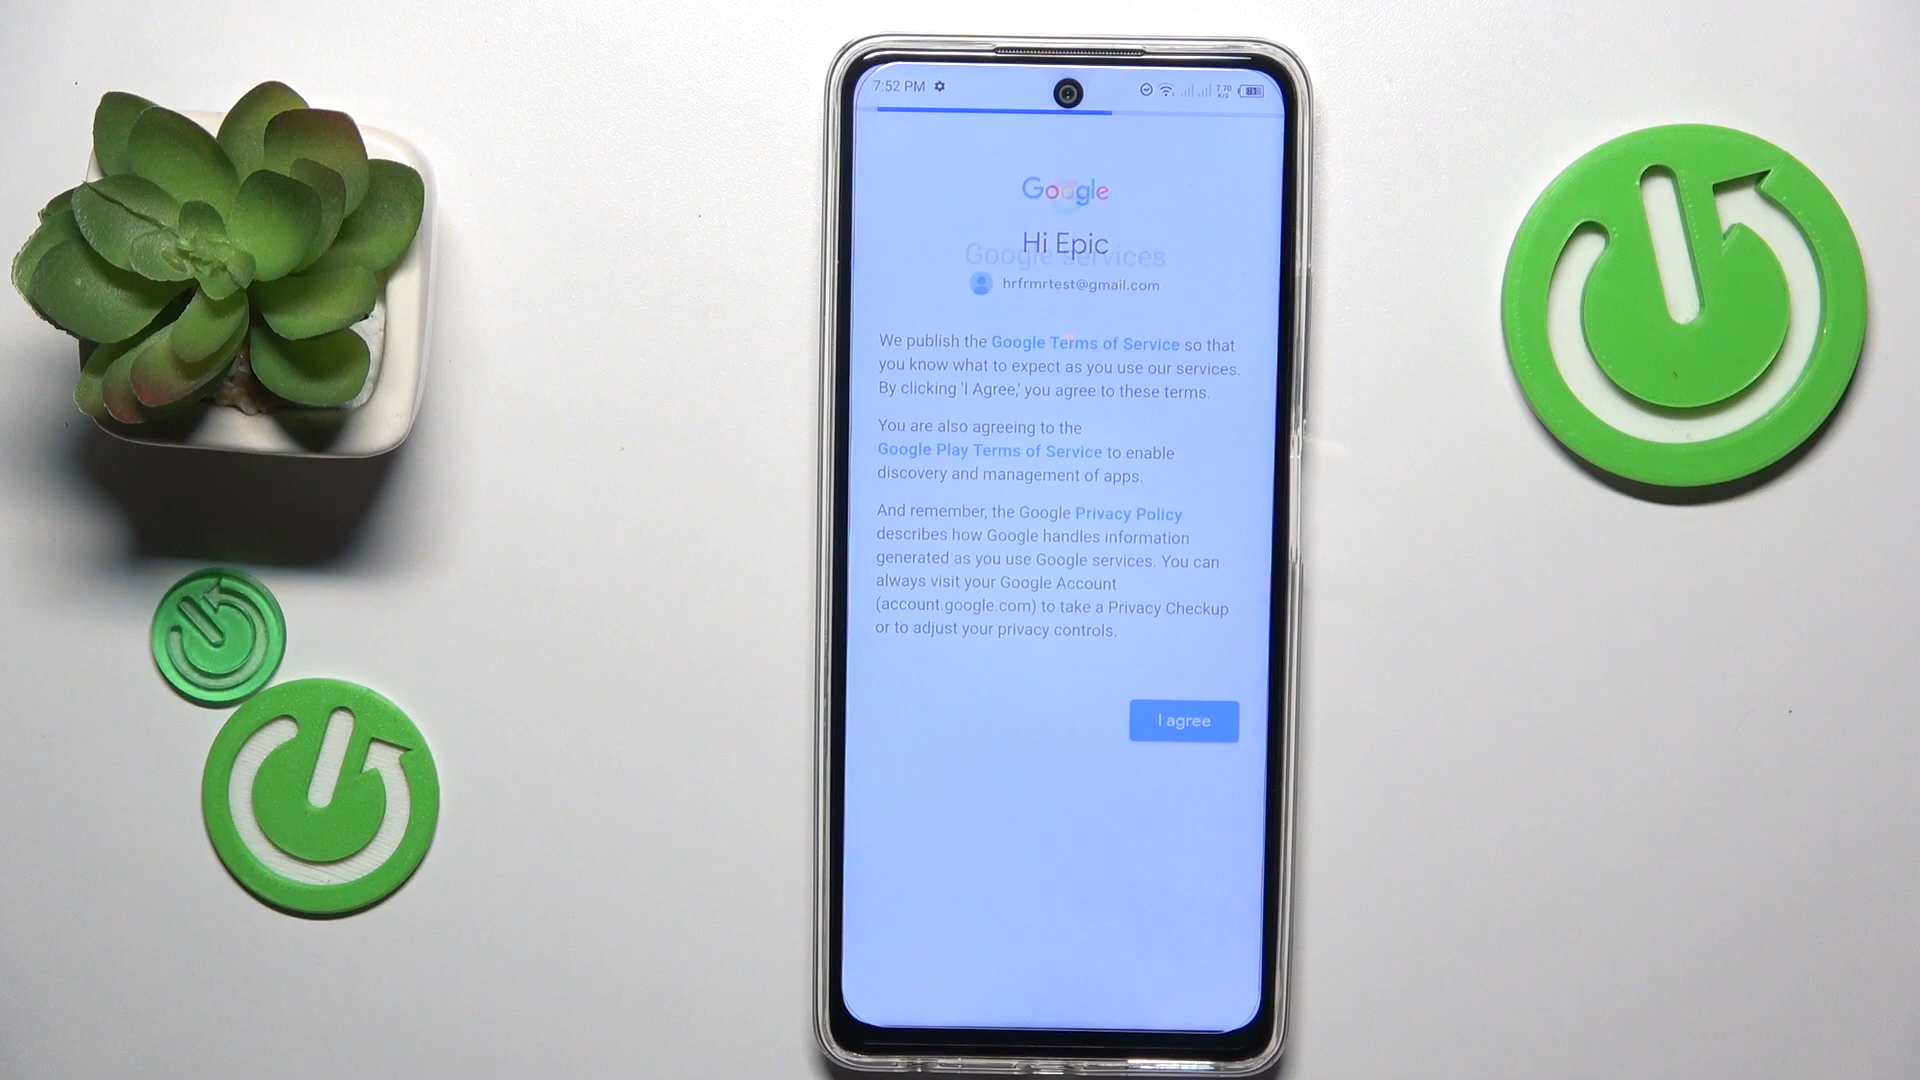 7:52 PM
7.70
K/S
81
Google
Hi Epic
Google services
hrfrmrtest@gmail.com
We publish the Google Terms of Service so that
you know what to expect as you use our services.
By clicking 'I Agree,' you agree to these terms.
You are also agreeing to the
Google Play Terms of Service to enable
discovery and management of apps.
And remember, the Google Privacy Policy
describes how Google handles information
generated as you use Google services. You can
always visit your Google Account
(account.google.com) to take a Privacy Checkup
or to adjust your privacy controls.
I agree